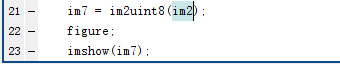 21 – im7 = im2uint8(im2);
22 – figure;
23 – imshow(im7);